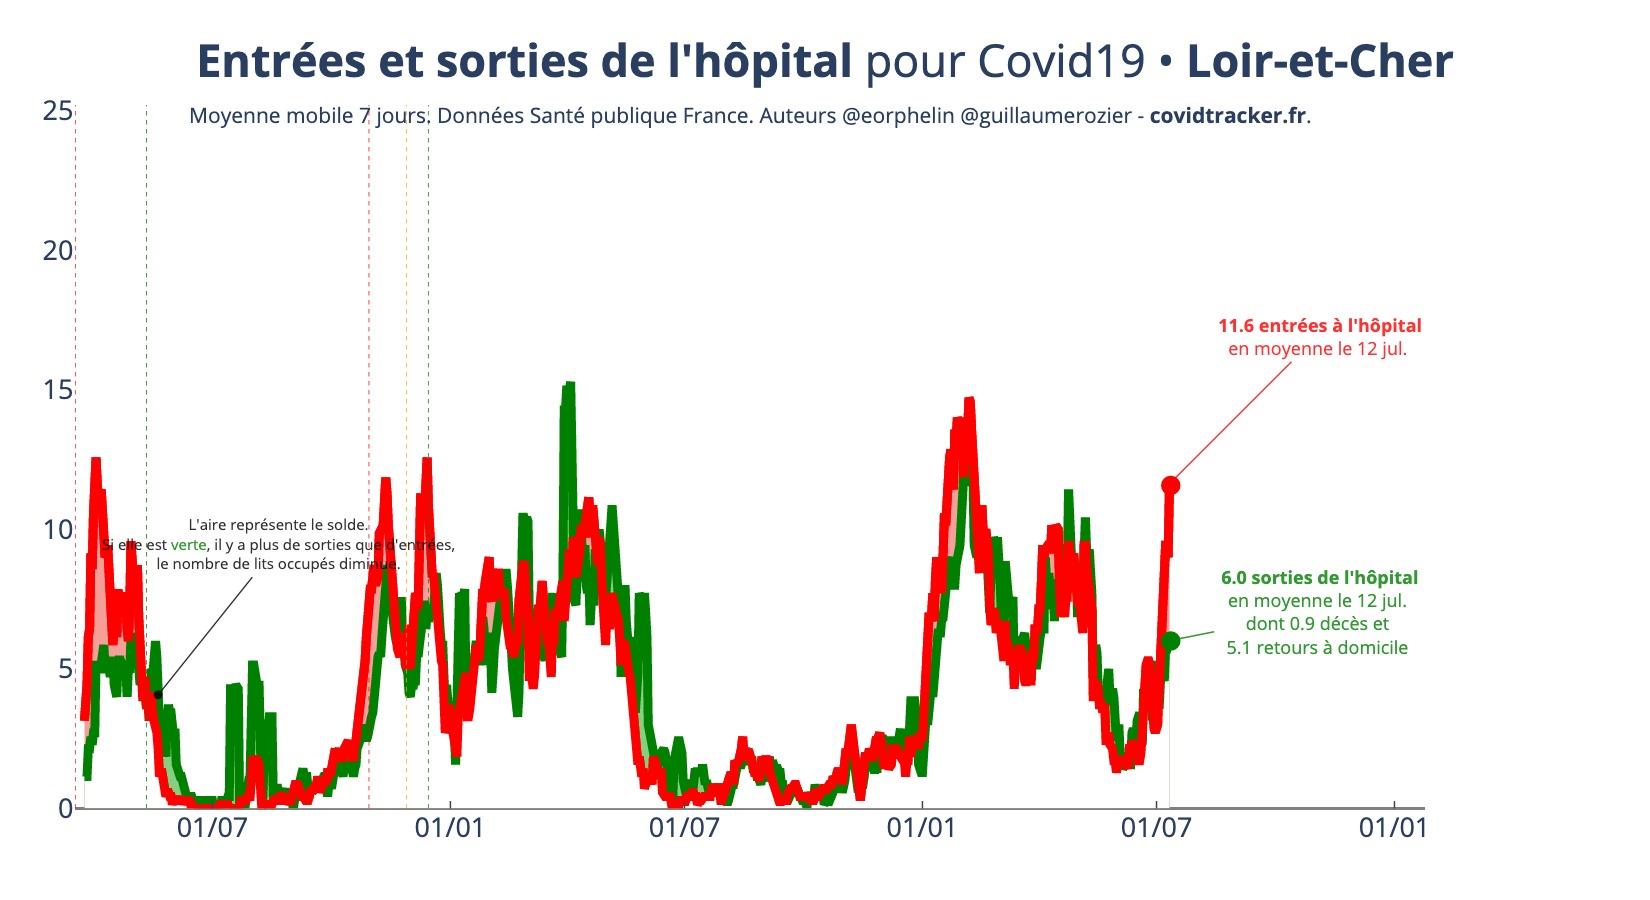 Entrées et sorties de l'hôpital pour Covid19 • Loir-et-Cher
Moyenne mobile 7 jours. Données Santé publique France. Auteurs @eorphelin @guillaumerozier - covidtracker.fr.
25
20
15
10
5
0
L'aire représente le solde.
Si elle est verte, il y a plus de sorties que d'entrées,
le nombre de lits occupés diminue.
11.6 entrées à l'hôpital
en moyenne le 12 jul.
6.0 sorties de l'hôpital
en moyenne le 12 jul.
dont 0.9 décès et
5.1 retours à domicile
01/07
01/01
01/07
01/01
01/07
01/01